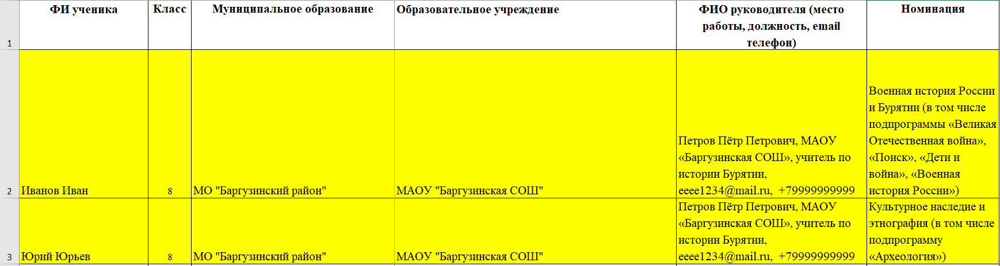 ФИ ученика
Класс
Муниципальное образование
Образовательное учреждение
ФИО руководителя (место
работы, должность, email
телефон)
Номинация
1
Военная история России
и Бурятии (в том числе
подпрограммы «Великая
Отечественная война»,
«Поиск», «Дети и
война», «Военная
история России»)
Петров Пётр Петрович, МАОУ
«Баргузинская СОШ», учитель по
истории Бурятии,
eeee1234@mail.ru,  +79999999999
2
Иванов Иван
8
МО "Баргузинский район"
МАОУ "Баргузинская СОШ"
Петров Пётр Петрович, МАОУ
«Баргузинская СОШ», учитель по
истории Бурятии,
eeee1234@mail.ru,  +79999999999
Культурное наследие и
этнография (в том числе
подпрограмму
«Археология»)
3
Юрий Юрьев
8
МО "Баргузинский район"
МАОУ "Баргузинская СОШ"